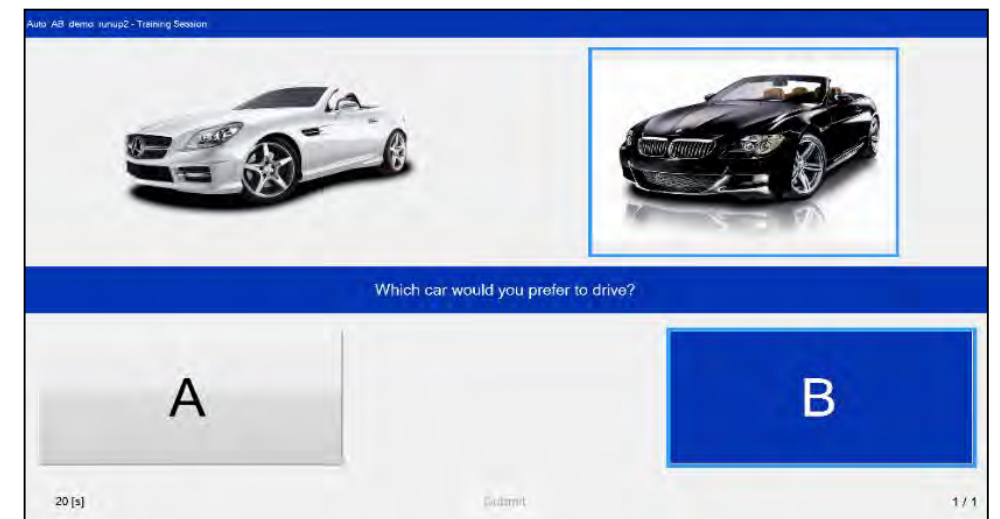 Auto AB demo runup2 - Training Session
Which car would you prefer to drive?
A
B
20 [s]
Submit
1 / 1